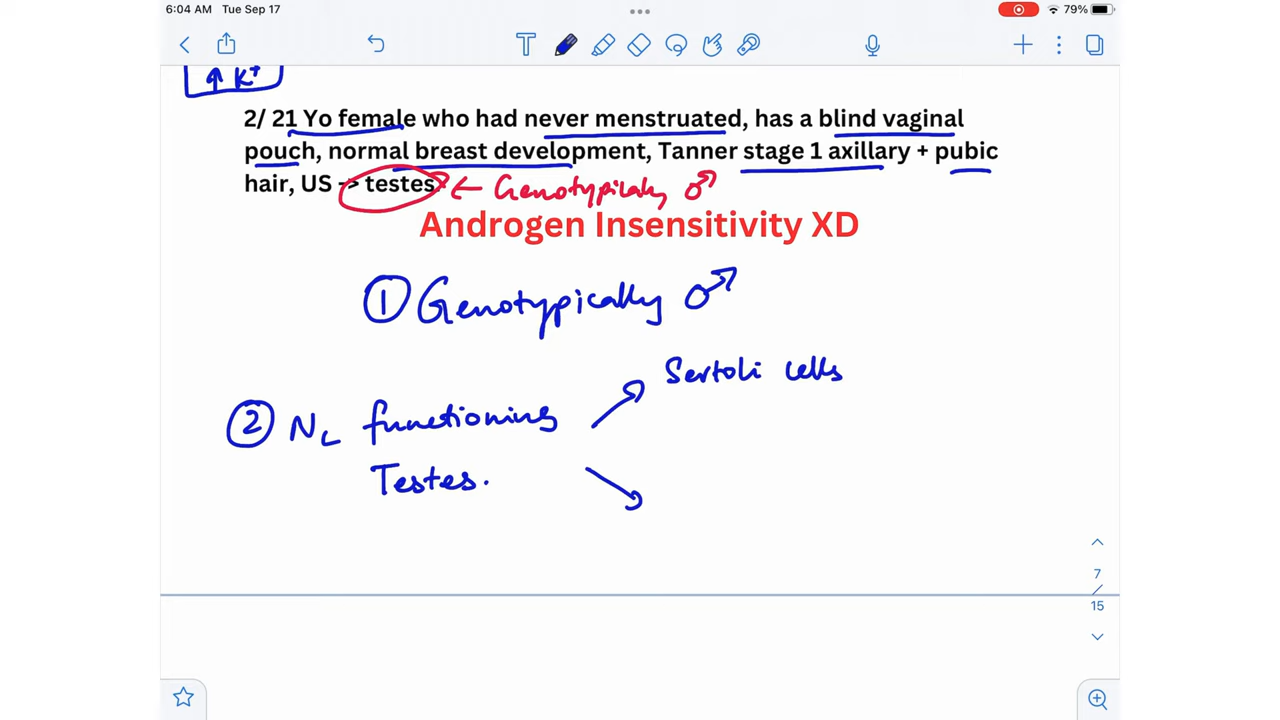 6:04 AM Tue Sep 17
79%
↑ K+
2/ 21 Yo female who had never menstruated, has a blind vaginal
pouch, normal breast development, Tanner stage 1 axillary + pubic
hair, US -> testes. ← Genotypically ♂
Androgen Insensitivity XD
① Genotypically ♂
Sertoli cells
② NL functioning
Testes.
7
/
15